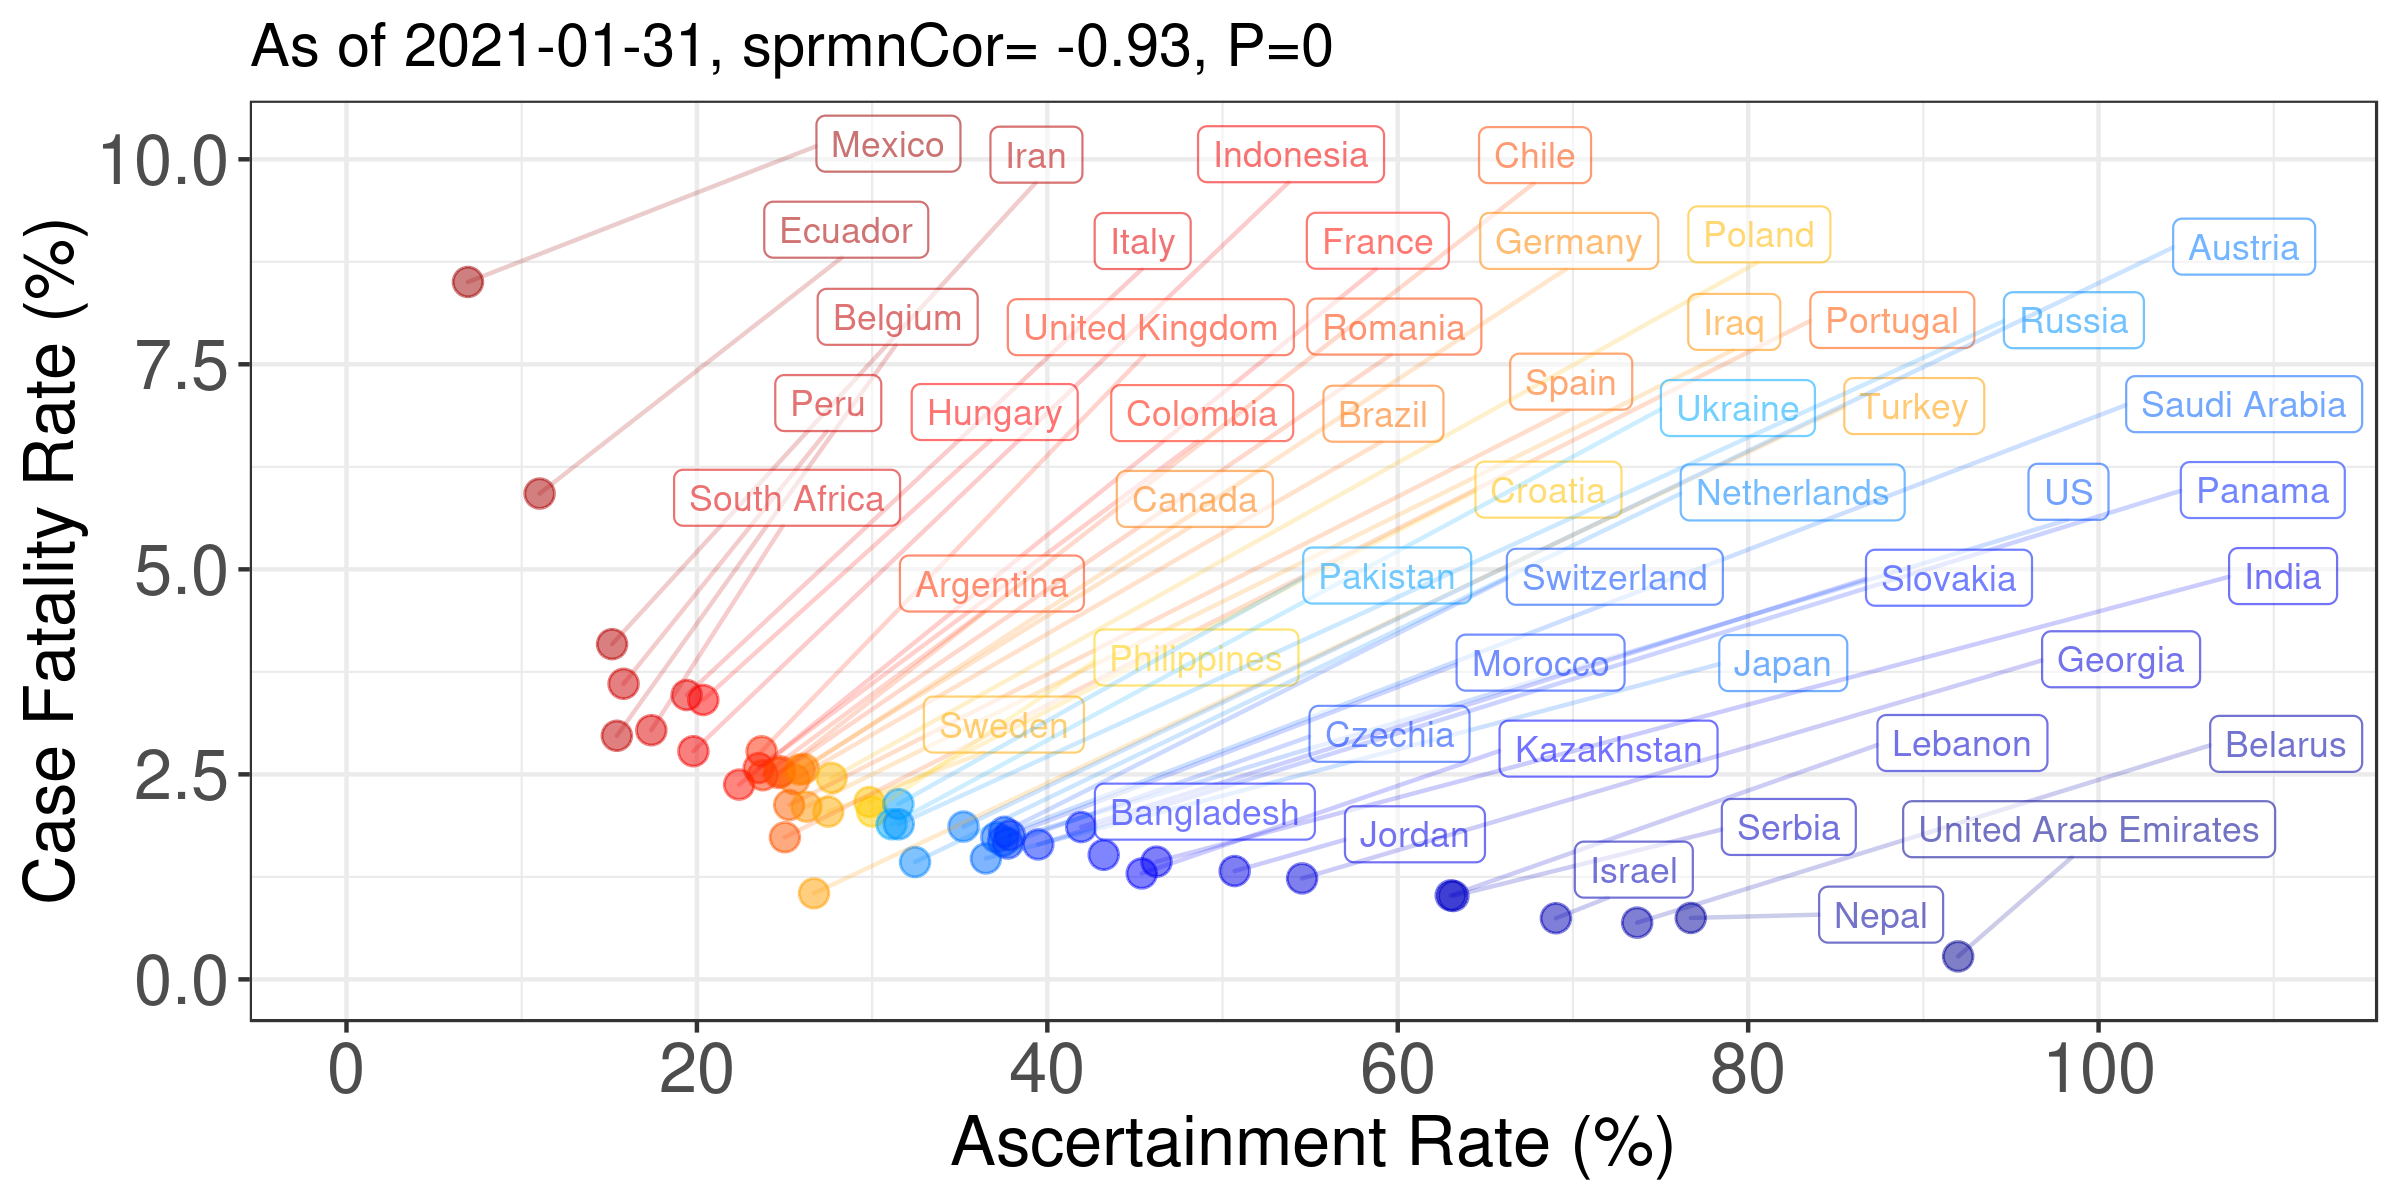 As of 2021-01-31, sprmnCor= -0.93, P=0
Case Fatality Rate (%)
10.0
7.5
5.0
2.5
0.0
Mexico
Iran
Indonesia
Chile
Ecuador
Italy
France
Germany
Poland
Austria
Belgium
United Kingdom
Romania
Iraq
Portugal
Russia
Peru
Hungary
Colombia
Brazil
Spain
Ukraine
Turkey
Saudi Arabia
South Africa
Canada
Croatia
Netherlands
US
Panama
Argentina
Pakistan
Switzerland
Slovakia
India
Philippines
Morocco
Japan
Georgia
Sweden
Czechia
Kazakhstan
Lebanon
Belarus
Bangladesh
Jordan
Serbia
United Arab Emirates
Israel
Nepal
0
20
40
60
80
100
Ascertainment Rate (%)